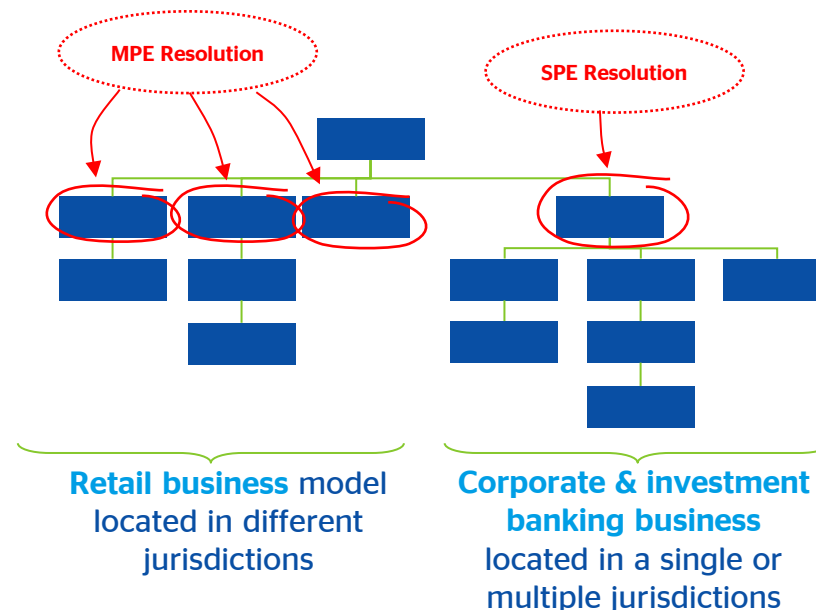 MPE Resolution
SPE Resolution
Retail business model
located in different
jurisdictions
Corporate & investment
banking business
located in a single or
multiple jurisdictions